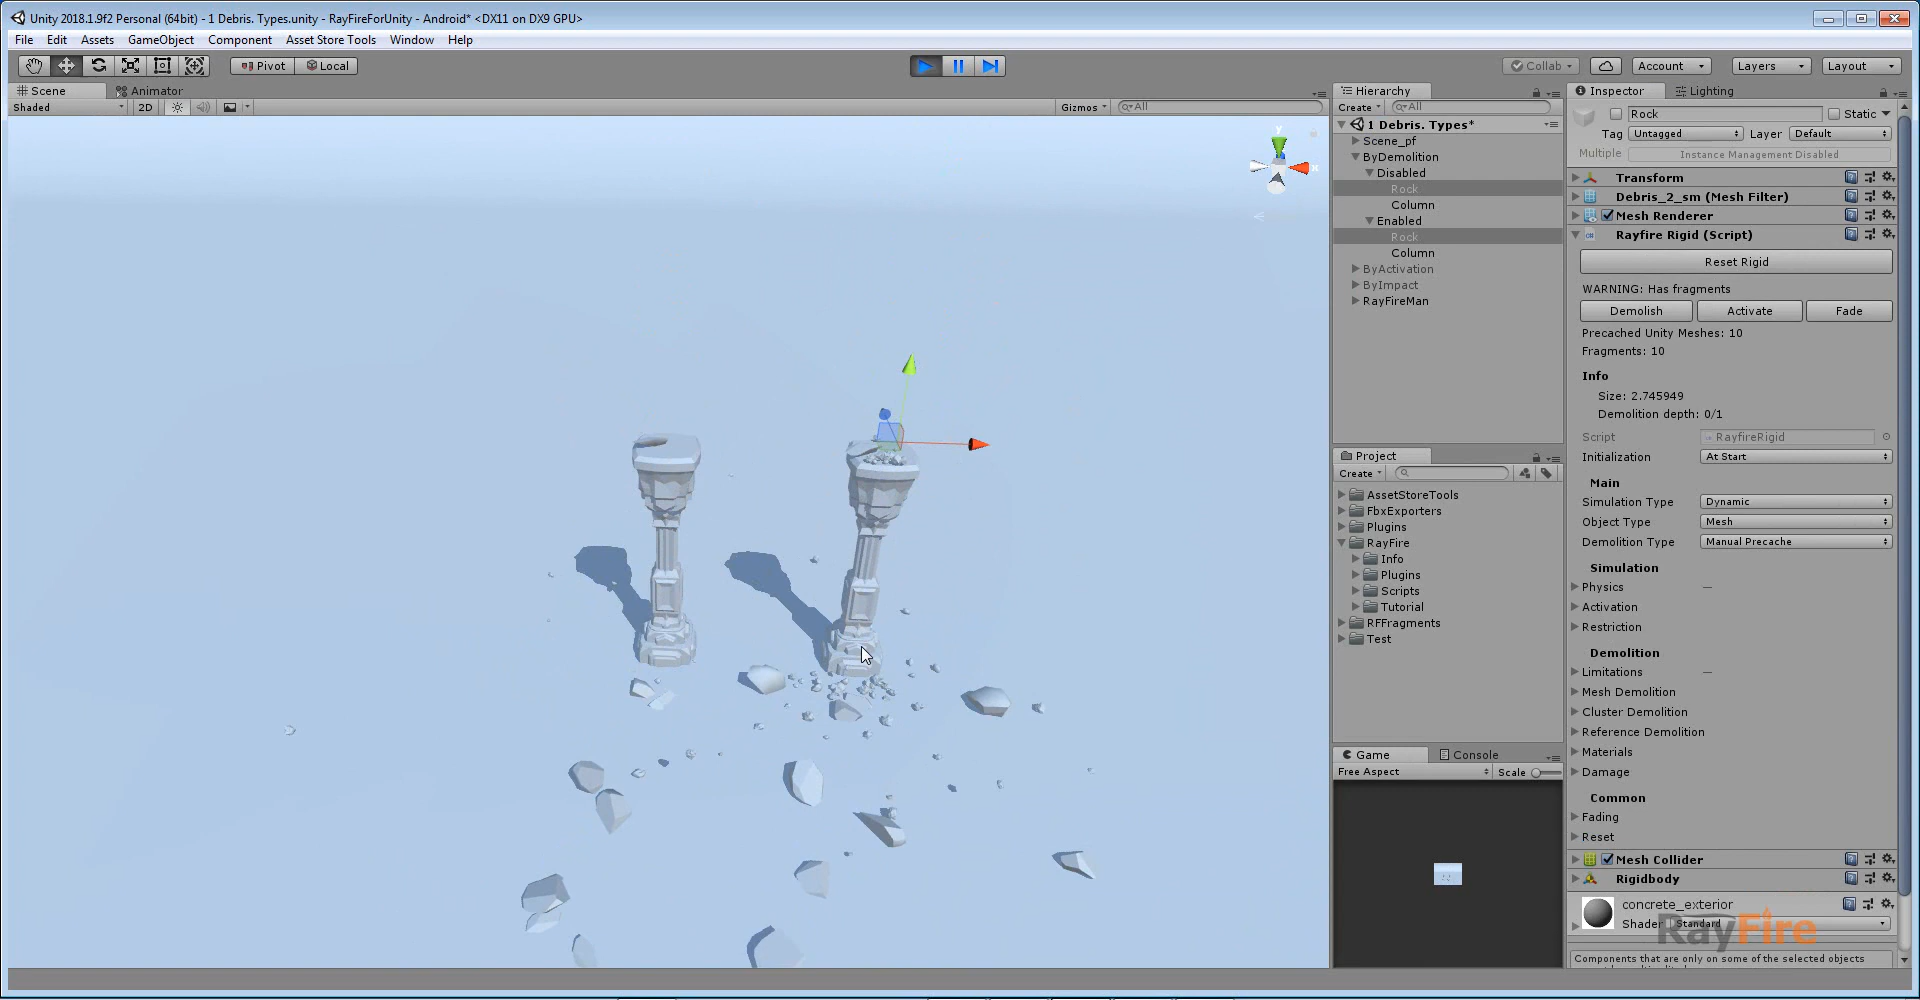 Unity 2018.1.9f2 Personal (64bit) - 1 Debris. Types.unity - RayFireForUnity - Android* <DX11 on DX9 GPU>
File Edit Assets GameObject Component Asset Store Tools Window Help
Pivot Local
Collab Account Layers Layout
Scene Animator
Shaded 2D Gizmos All
y
x
Hierarchy
Create All
1 Debris. Types*
Scene_pf
ByDemolition
Disabled
Rock
Column
Enabled
Rock
Column
ByActivation
ByImpact
RayFireMan
Project
Create
AssetStoreTools
FbxExporters
Plugins
RayFire
Info
Plugins
Scripts
Tutorial
RFFragments
Test
Game Console
Free Aspect Scale
Inspector Lighting
Rock Static
Tag Untagged Layer Default
Multiple Instance Management Disabled
Transform
Debris_2_sm (Mesh Filter)
Mesh Renderer
Rayfire Rigid (Script)
Reset Rigid
WARNING: Has fragments
Demolish Activate Fade
Precached Unity Meshes: 10
Fragments: 10
Info
Size: 2.745949
Demolition depth: 0/1
Script RayfireRigid
Initialization At Start
Main
Simulation Type Dynamic
Object Type Mesh
Demolition Type Manual Precache
Simulation
Physics —
Activation
Restriction
Demolition
Limitations —
Mesh Demolition
Cluster Demolition
Reference Demolition
Materials
Damage
Common
Fading
Reset
Mesh Collider
Rigidbody
concrete_exterior
Shader Standard
RayFire
Components that are only on some of the selected objects